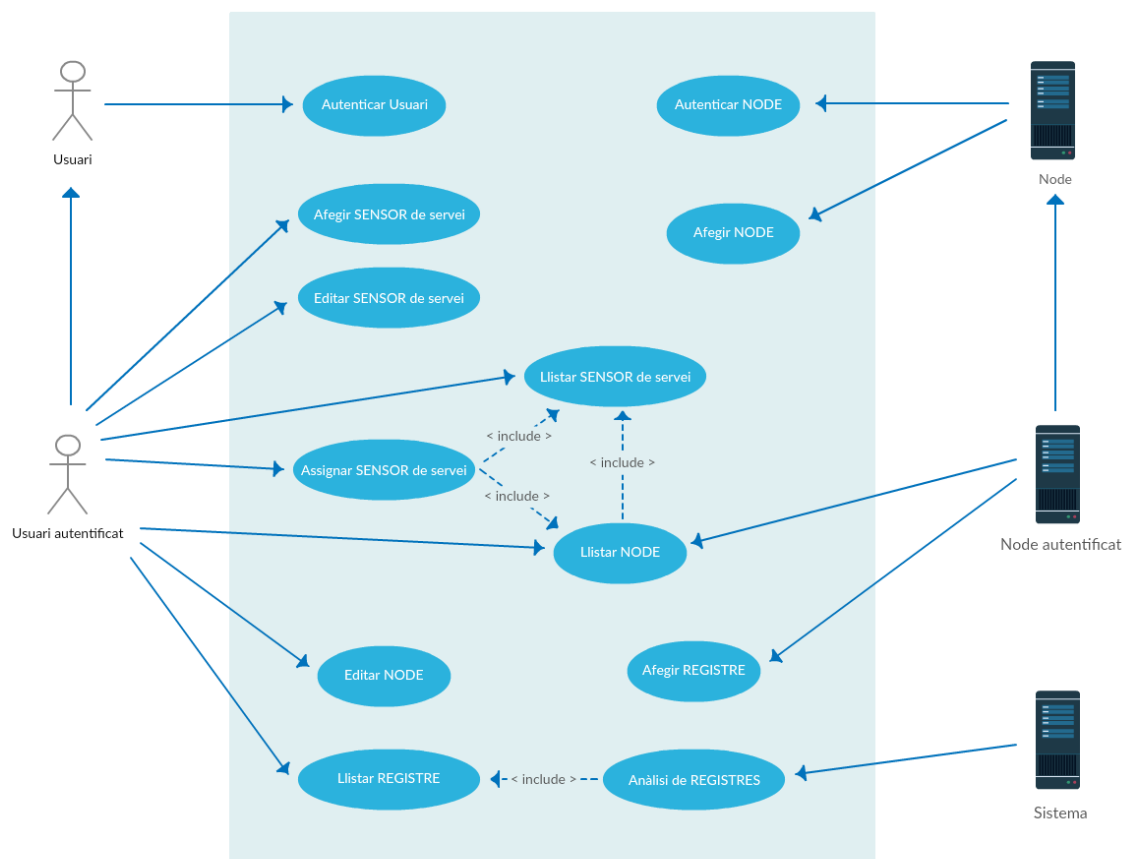 Autenticar Usuari
Autenticar NODE
Usuari
Node
Afegir SENSOR de servei
Afegir NODE
Editar SENSOR de servei
Llistar SENSOR de servei
< include >
< include >
Assignar SENSOR de servei
< include >
Usuari autentificat
Llistar NODE
Node autentificat
Editar NODE
Afegir REGISTRE
Llistar REGISTRE
< include >
Anàlisi de REGISTRES
Sistema